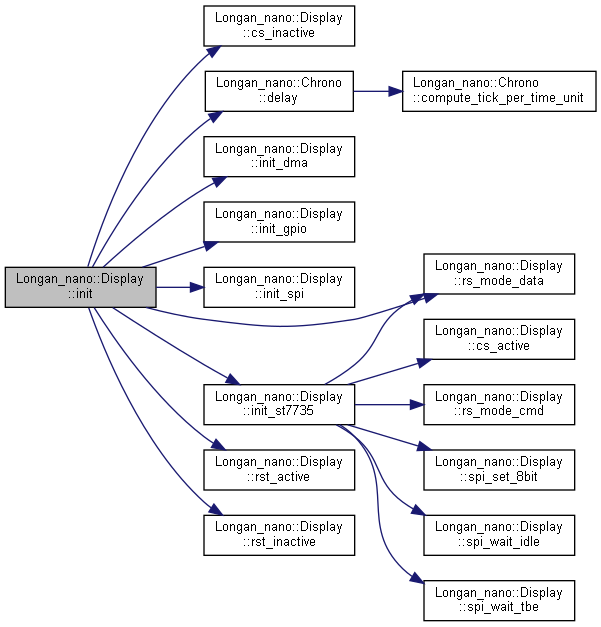 Longan_nano::Display
::cs_inactive
Longan_nano::Chrono
::delay
Longan_nano::Chrono
::compute_tick_per_time_unit
Longan_nano::Display
::init_dma
Longan_nano::Display
::init_gpio
Longan_nano::Display
::init
Longan_nano::Display
::init_spi
Longan_nano::Display
::rs_mode_data
Longan_nano::Display
::cs_active
Longan_nano::Display
::init_st7735
Longan_nano::Display
::rs_mode_cmd
Longan_nano::Display
::rst_active
Longan_nano::Display
::spi_set_8bit
Longan_nano::Display
::rst_inactive
Longan_nano::Display
::spi_wait_idle
Longan_nano::Display
::spi_wait_tbe